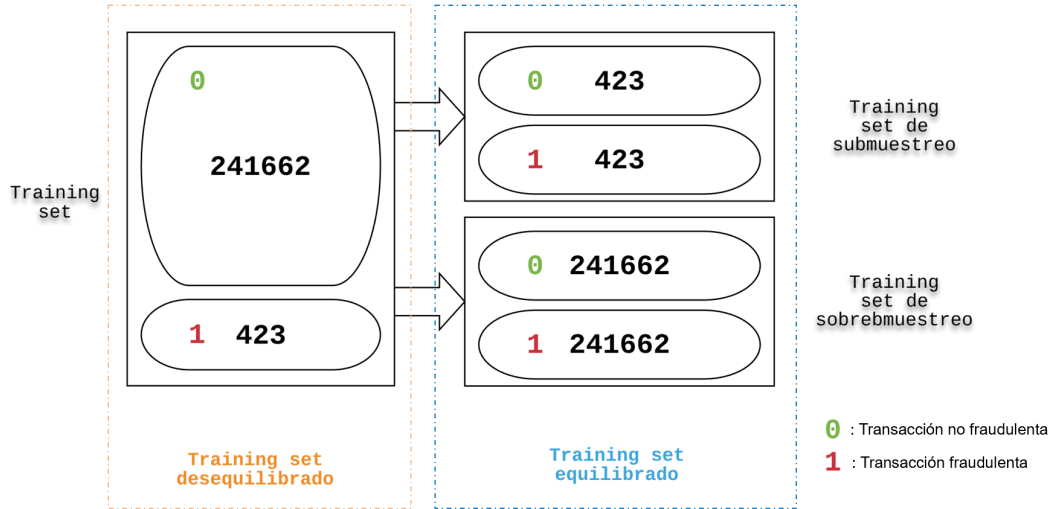 Training
set
0
241662
1 423
0 423
1 423
0 241662
1 241662
Training
set de
submuestreo
Training
set de
sobrebmuestreo
Training set
desequilibrado
Training set
equilibrado
0 : Transacción no fraudulenta
1 : Transacción fraudulenta